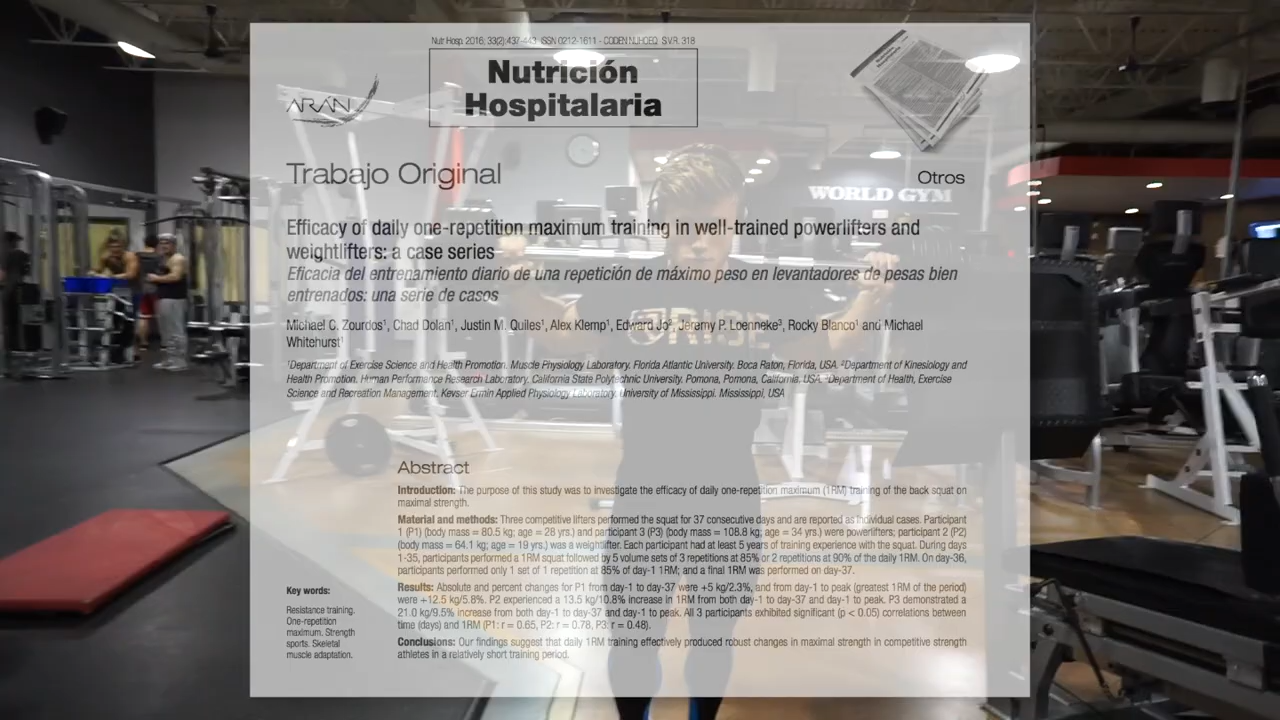 Nutr Hosp. 2016; 33(2):437-443 ISSN 0212-1611 - CODEN NUHOEQ S.V.R. 318
Nutrición
Hospitalaria
ARÁN
Trabajo Original
Otros
WORLD GYM
Efficacy of daily one-repetition maximum training in well-trained powerlifters and
weightlifters: a case series
Eficacia del entrenamiento diario de una repetición de máximo peso en levantadores de pesas bien
entrenados: una serie de casos
Michael C. Zourdos¹, Chad Dolan¹, Justin M. Quiles¹, Alex Klemp¹, Edward Jo², Jeremy P. Loenneke³, Rocky Blanco¹ and Michael
Whitehurst¹
¹Department of Exercise Science and Health Promotion. Muscle Physiology Laboratory. Florida Atlantic University. Boca Raton, Florida, USA. ²Department of Kinesiology and
Health Promotion. Human Performance Research Laboratory. California State Polytechnic University. Pomona, Pomona, California, USA. ³Department of Health, Exercise
Science and Recreation Management. Kevser Ermin Applied Physiology Laboratory. University of Mississippi. Mississippi, USA
Abstract
Introduction: The purpose of this study was to investigate the efficacy of daily one-repetition maximum (1RM) training of the back squat on
maximal strength.
Material and methods: Three competitive lifters performed the squat for 37 consecutive days and are reported as individual cases. Participant
1 (P1) (body mass = 80.5 kg; age = 28 yrs.) and participant 3 (P3) (body mass = 108.8 kg; age = 34 yrs.) were powerlifters; participant 2 (P2)
(body mass = 64.1 kg; age = 19 yrs.) was a weightlifter. Each participant had at least 5 years of training experience with the squat. During days
1-35, participants performed a 1RM squat followed by 5 volume sets of 3 repetitions at 85% or 2 repetitions at 90% of the daily 1RM. On day-36,
participants performed only 1 set of 1 repetition at 85% of day-1 1RM; and a final 1RM was performed on day-37.
Results: Absolute and percent changes for P1 from day-1 to day-37 were +5 kg/2.3%, and from day-1 to peak (greatest 1RM of the period)
were +12.5 kg/5.8%. P2 experienced a 13.5 kg/10.8% increase in 1RM from both day-1 to day-37 and day-1 to peak. P3 demonstrated a
21.0 kg/9.5% increase from both day-1 to day-37 and day-1 to peak. All 3 participants exhibited significant (p < 0.05) correlations between
time (days) and 1RM (P1: r = 0.65, P2: r = 0.78, P3: r = 0.48).
Conclusions: Our findings suggest that daily 1RM training effectively produced robust changes in maximal strength in competitive strength
athletes in a relatively short training period.
Key words:
Resistance training.
One-repetition
maximum. Strength
sports. Skeletal
muscle adaptation.